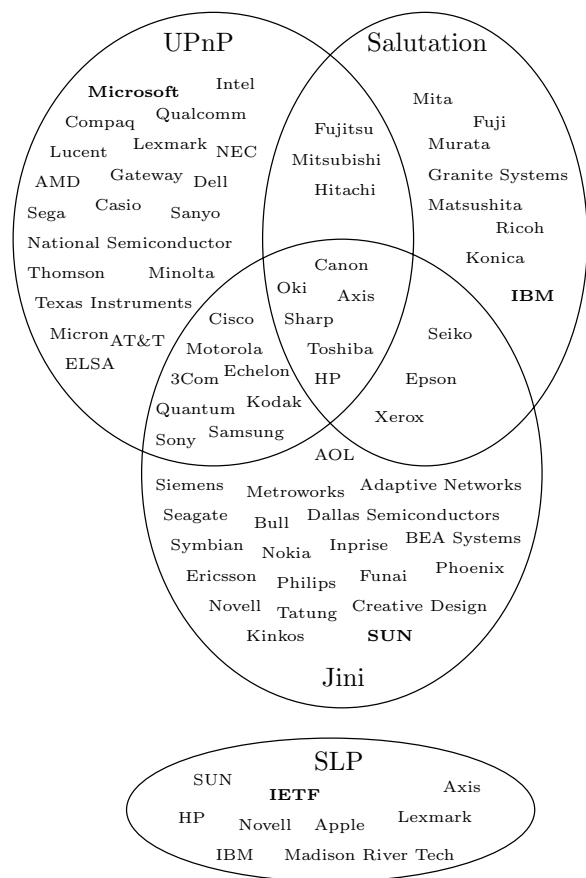 UPnP
Salutation
Microsoft
Intel
Compaq
Qualcomm
Lucent
Lexmark
NEC
AMD
Gateway
Dell
Sega
Casio
Sanyo
National Semiconductor
Thomson
Minolta
Texas Instruments
Micron
AT&T
ELSA
Fujitsu
Mitsubishi
Hitachi
Mita
Fuji
Murata
Granite Systems
Matsushita
Ricoh
Konica
IBM
Canon
Oki
Axis
Sharp
Toshiba
HP
Cisco
Motorola
3Com
Echelon
Quantum
Kodak
Sony
Samsung
Seiko
Epson
Xerox
AOL
Siemens
Metroworks
Adaptive Networks
Seagate
Bull
Dallas Semiconductors
Symbian
Nokia
Inprise
BEA Systems
Ericsson
Philips
Funai
Phoenix
Novell
Tatung
Creative Design
Kinkos
SUN
Jini
SLP
SUN
IETF
Axis
HP
Novell
Apple
Lexmark
IBM
Madison River Tech